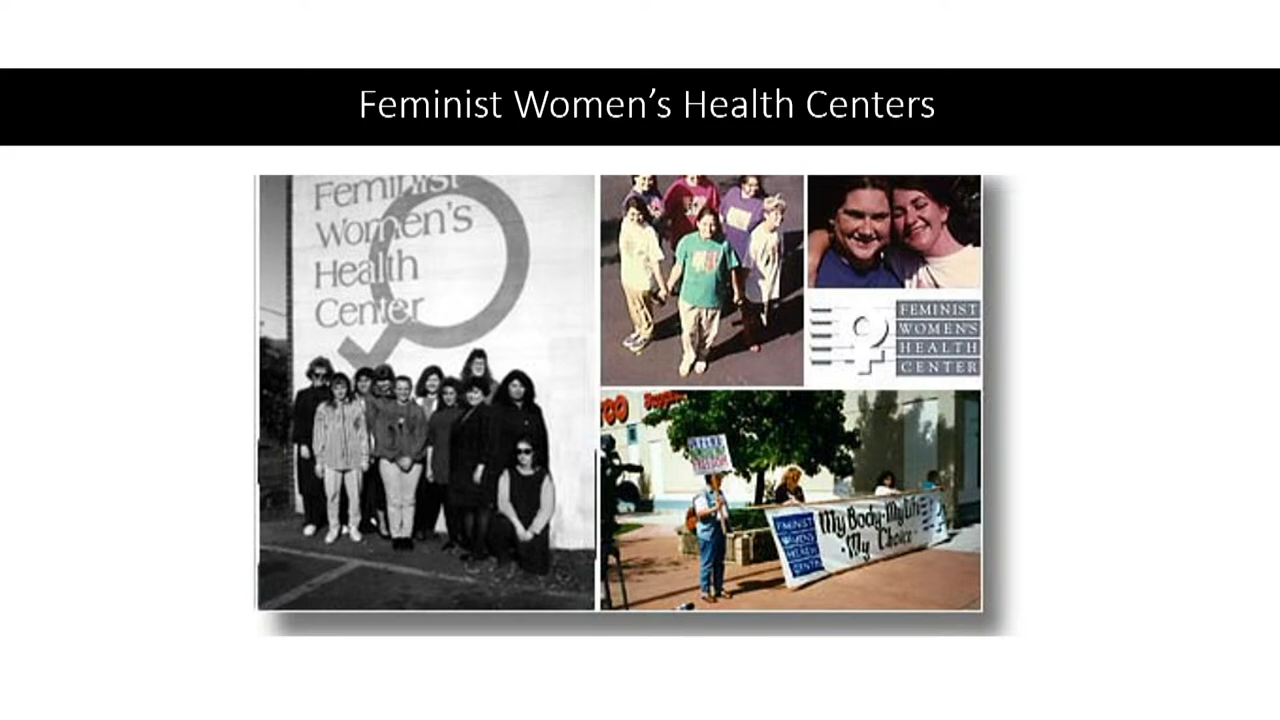 Feminist Women's Health Centers
Feminist
Women's
Health
Center
FEMINIST
WOMEN'S
HEALTH
CENTER
FEMINIST
WOMEN'S
HEALTH
CENTER
My Body · My Life
· My Choice ·